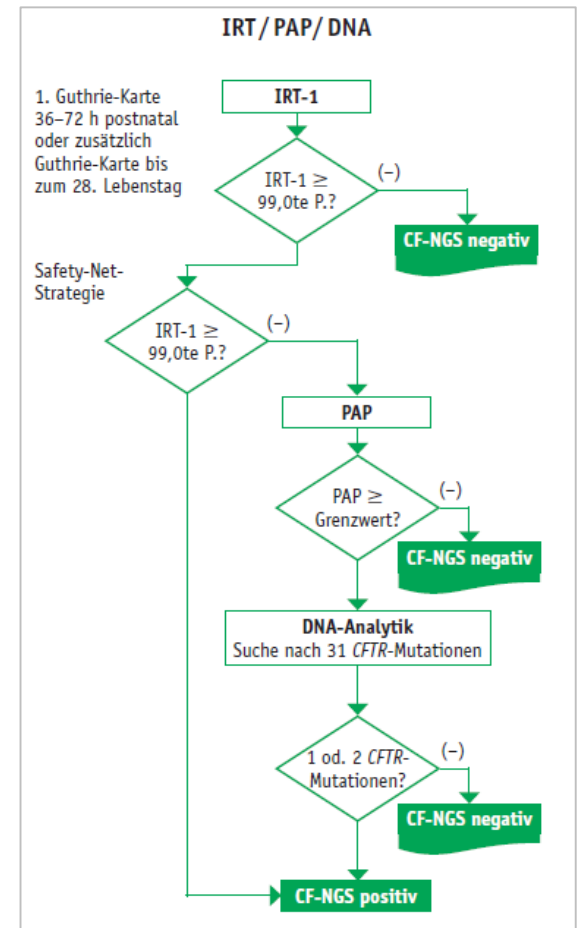 IRT / PAP/ DNA
1. Guthrie-Karte
36–72 h postnatal
oder zusätzlich
Guthrie-Karte bis
zum 28. Lebenstag
IRT-1
IRT-1 ≥
99,0te P.?
(–)
CF-NGS negativ
Safety-Net-
Strategie
IRT-1 ≥
99,0te P.?
(–)
PAP
PAP ≥
Grenzwert?
(–)
CF-NGS negativ
DNA-Analytik
Suche nach 31 CFTR-Mutationen
1 od. 2 CFTR-
Mutationen?
(–)
CF-NGS negativ
CF-NGS positiv